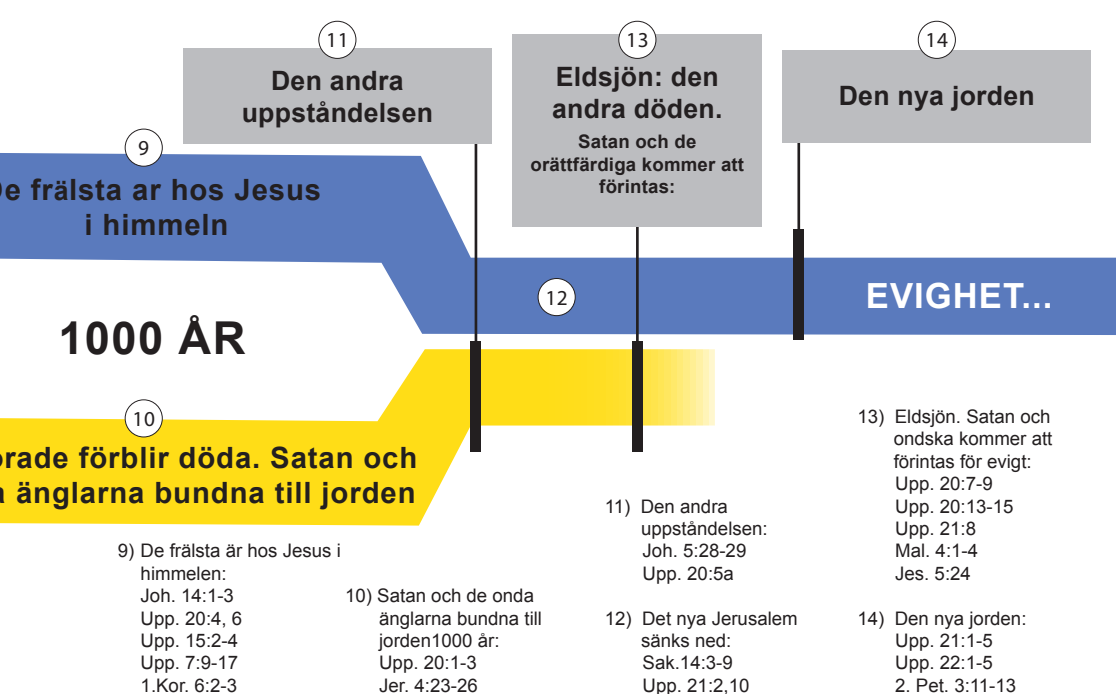 11
Den andra
uppståndelsen
13
Eldsjön: den
andra döden.
Satan och de
orättfärdiga kommer att
förintas:
14
Den nya jorden
9
frälsta ar hos Jesus
i himmeln
12
EVIGHET...
1000 ÅR
10
förblir döda. Satan och
änglarna bundna till jorden
9) De frälsta är hos Jesus i
himmelen:
Joh. 14:1-3
Upp. 20:4, 6
Upp. 15:2-4
Upp. 7:9-17
1.Kor. 6:2-3
10) Satan och de onda
änglarna bundna till
jorden1000 år:
Upp. 20:1-3
Jer. 4:23-26
11) Den andra
uppståndelsen:
Joh. 5:28-29
Upp. 20:5a
12) Det nya Jerusalem
sänks ned:
Sak.14:3-9
Upp. 21:2,10
13) Eldsjön. Satan och
ondska kommer att
förintas för evigt:
Upp. 20:7-9
Upp. 20:13-15
Upp. 21:8
Mal. 4:1-4
Jes. 5:24
14) Den nya jorden:
Upp. 21:1-5
Upp. 22:1-5
2. Pet. 3:11-13